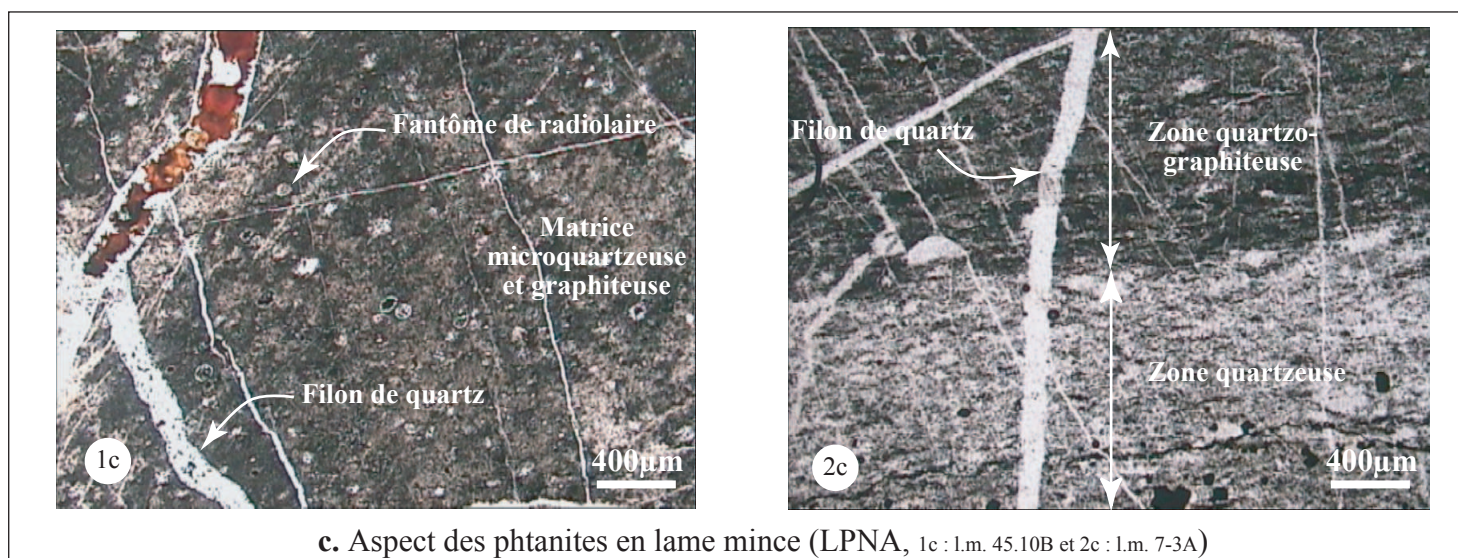 Fantôme de radiolaire
Matrice
microquartzeuse
et graphiteuse
Filon de quartz
1c
400µm
Filon de quartz
Zone quartzo-
graphiteuse
Zone quartzeuse
2c
400µm
c. Aspect des phtanites en lame mince (LPNA, 1c : l.m. 45.10B et 2c : l.m. 7-3A)